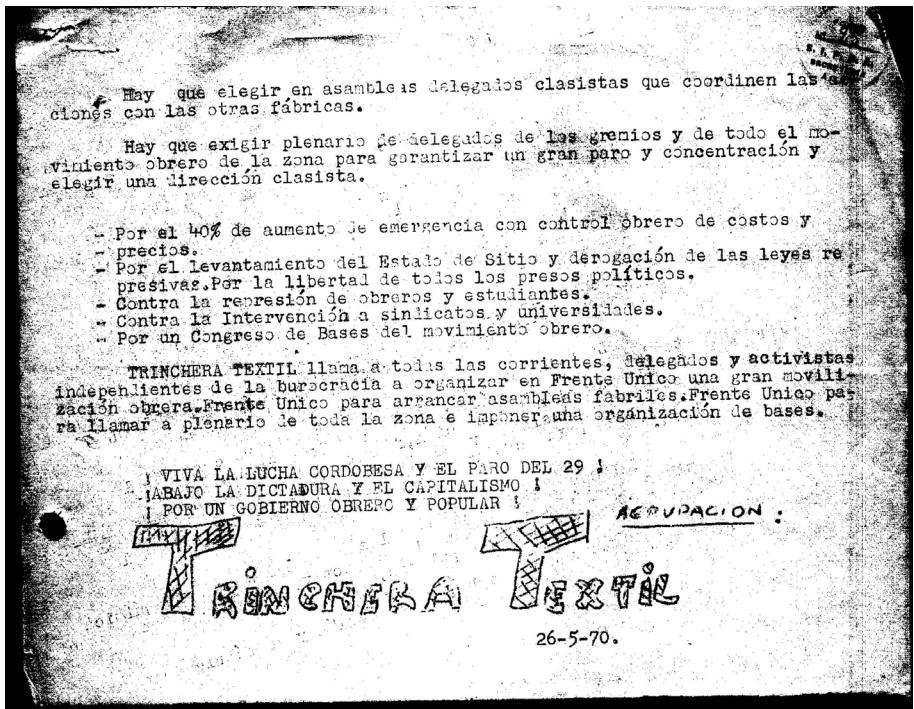 Hay que elegir en asambleas delegados clasistas que coordinen las ac-
ciones con las otras fábricas.
Hay que exigir plenario de delegados de los gremios y de todo el mo-
vimiento obrero de la zona para garantizar un gran paro y concentración y
elegir una dirección clasista.
- Por el 40% de aumento de emergencia con control obrero de costos y
- precios.
- Por el Levantamiento del Estado de Sitio y derogación de las leyes re
presivas.Por la libertad de todos los presos políticos.
- Contra la represión de obreros y estudiantes.
- Contra la Intervención a sindicatos y universidades.
- Por un Congreso de Bases del movimiento obrero.
TRINCHERA TEXTIL llama a todas las corrientes, delegados y activistas
independientes de la burocracia a organizar en Frente Unico una gran movili-
zación obrera.Frente Unico para arrancar asambleas fabriles.Frente Unico pa-
ra llamar a plenario de toda la zona e imponer una organización de bases.
¡ VIVA LA LUCHA CORDOBESA Y EL PARO DEL 29 !
¡ABAJO LA DICTADURA Y EL CAPITALISMO !
¡ POR UN GOBIERNO OBRERO Y POPULAR !
AGRUPACION :
TRINCHERA TEXTIL
26-5-70.